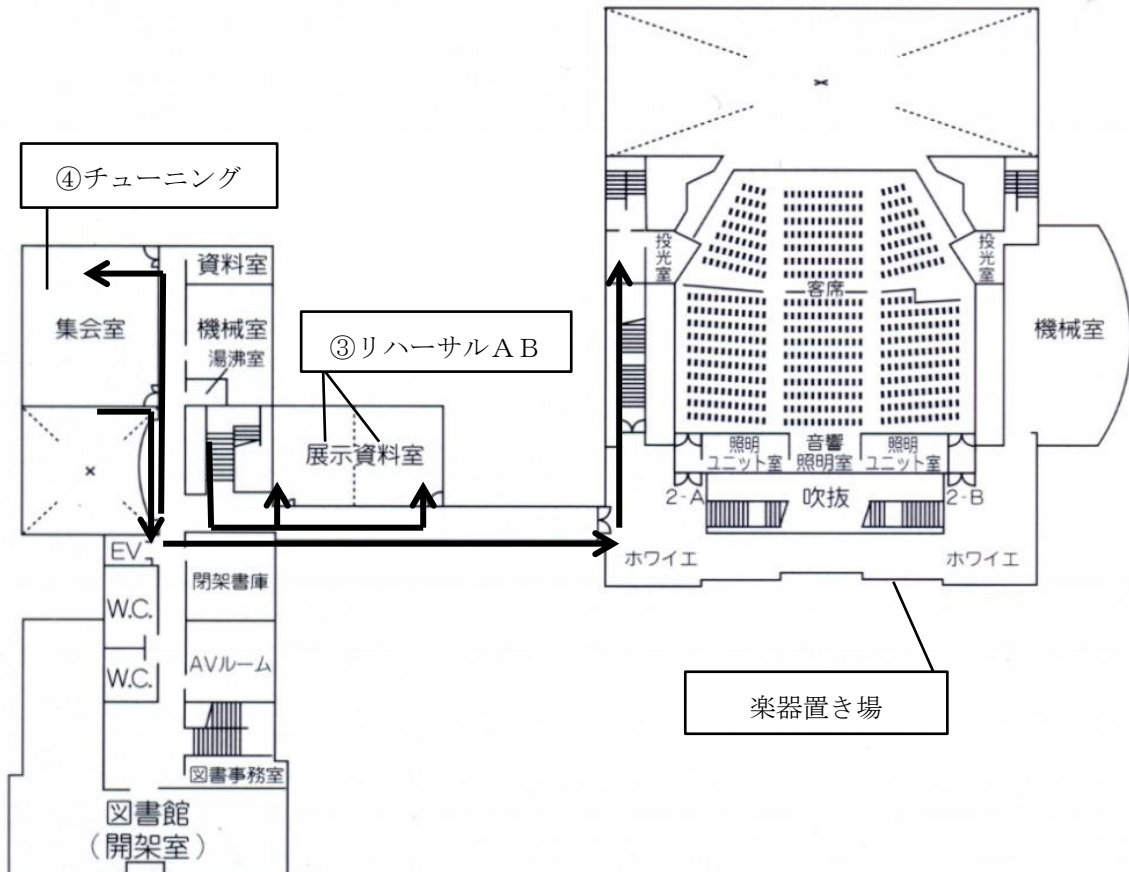 ④チューニング
資料室
投光室
投光室
客席
集会室
機械室
③リハーサルＡＢ
機械室
湯沸室
展示資料室
照明
ユニット室
音響
照明室
照明
ユニット室
2-A
吹抜
2-B
EV
ホワイエ
ホワイエ
閉架書庫
W.C.
AVルーム
W.C.
楽器置き場
図書事務室
図書館
（開架室）